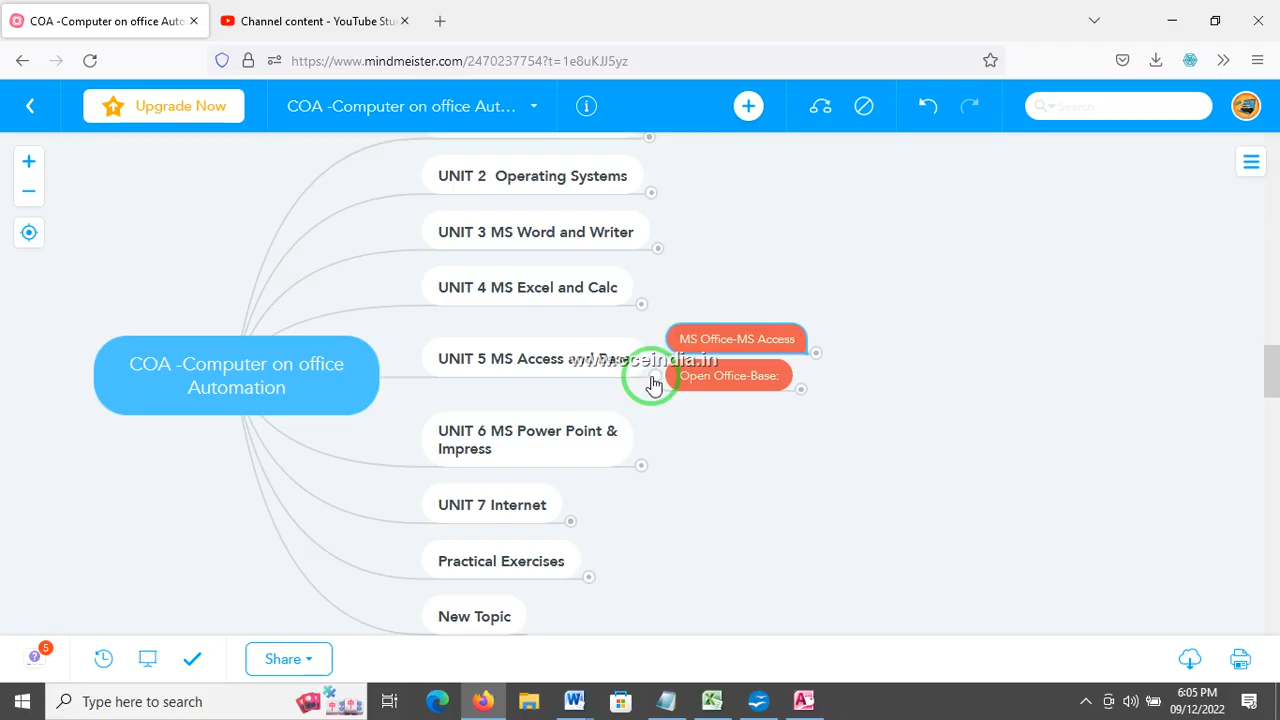 COA -Computer on office Auto
Channel content - YouTube Stu
https://www.mindmeister.com/2470237754?t=1e8uKJJ5yz
Upgrade Now
COA -Computer on office Aut...
Search
UNIT 2 Operating Systems
UNIT 3 MS Word and Writer
UNIT 4 MS Excel and Calc
MS Office-MS Access
UNIT 5 MS Access and Base
www.cceindia.in
Open Office-Base:
COA -Computer on office
Automation
UNIT 6 MS Power Point &
Impress
UNIT 7 Internet
Practical Exercises
New Topic
5
Share
Type here to search
6:05 PM
09/12/2022